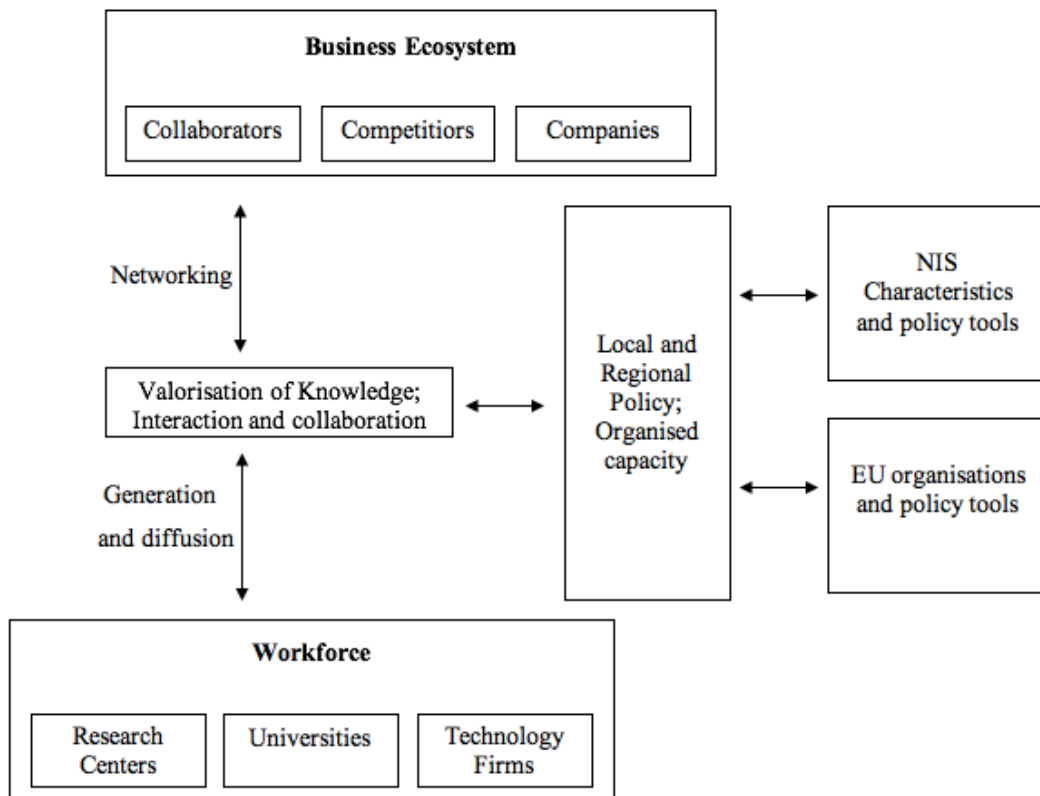 Business Ecosystem
Collaborators
Competitiors
Companies
Networking
Valorisation of Knowledge;
Interaction and collaboration
Generation
and diffusion
Local and
Regional
Policy;
Organised
capacity
NIS
Characteristics
and policy tools
EU organisations
and policy tools
Workforce
Research
Centers
Universities
Technology
Firms